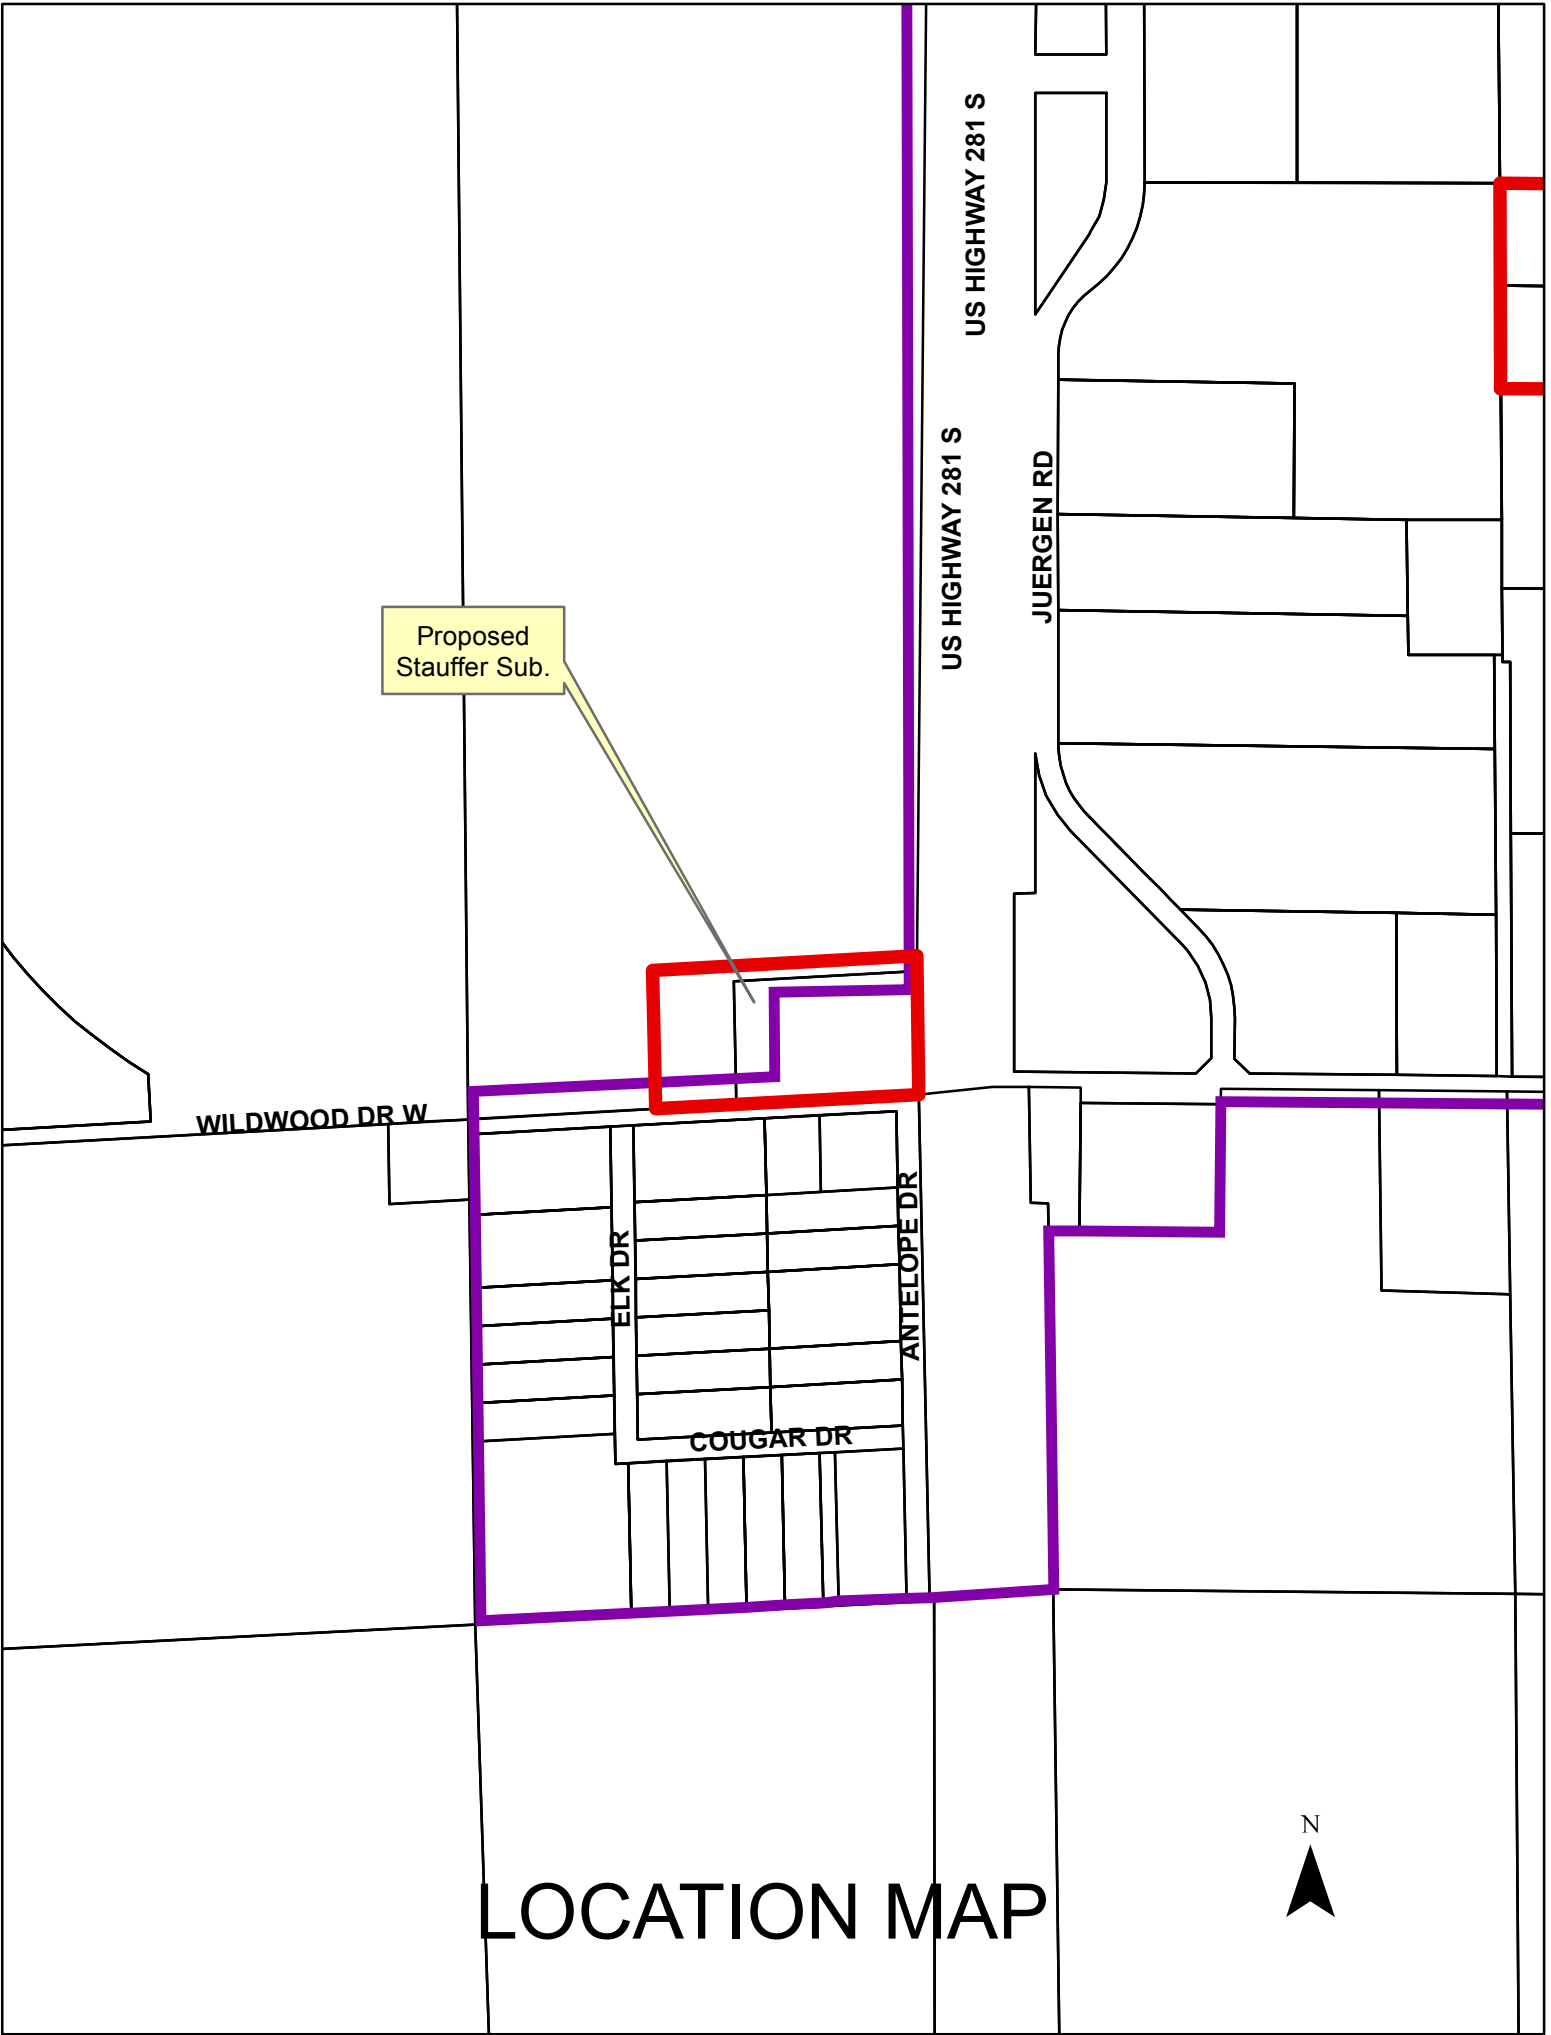 US HIGHWAY 281 S
US HIGHWAY 281 S
JUERGEN RD
Proposed
Stauffer Sub.
WILDWOOD DR W
ELK DR
ANTELOPE DR
COUGAR DR
N
LOCATION MAP